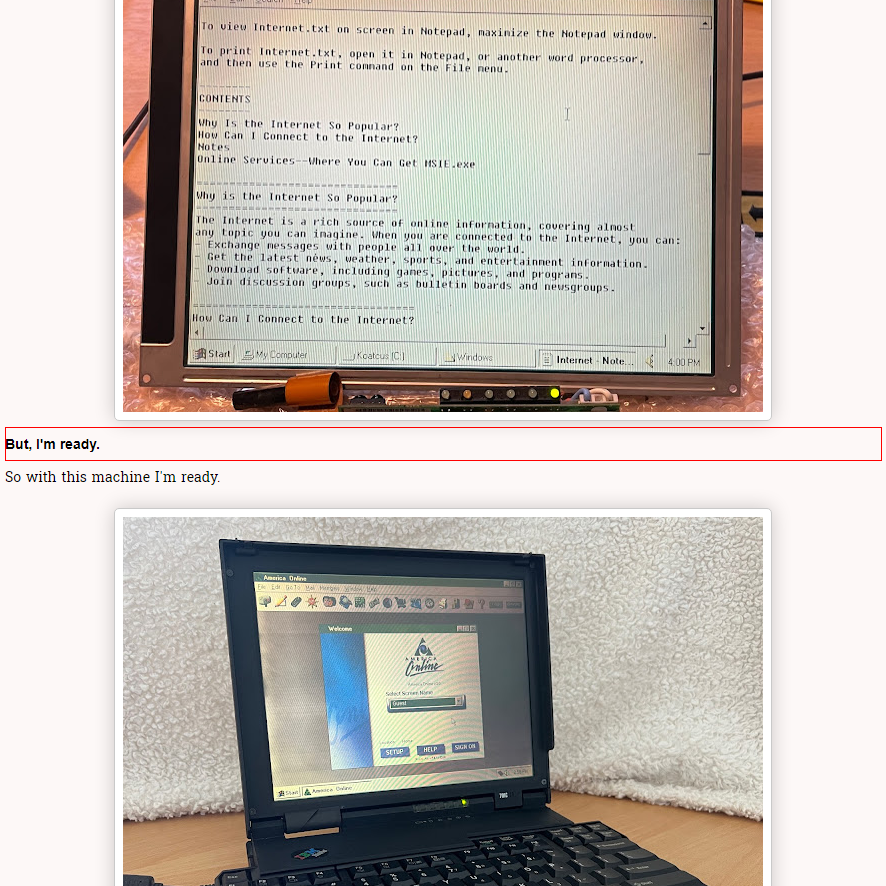 To view Internet.txt on screen in Notepad, maximize the Notepad window.
To print Internet.txt, open it in Notepad, or another word processor,
and then use the Print command on the File menu.
--------
CONTENTS
--------
Why Is the Internet So Popular?
How Can I Connect to the Internet?
Notes
Online Services--Where You Can Get MSIE.exe
================================
Why is the Internet So Popular?
================================
The Internet is a rich source of online information, covering almost
any topic you can imagine. When you are connected to the Internet, you can:
- Exchange messages with people all over the world.
- Get the latest news, weather, sports, and entertainment information.
- Download software, including games, pictures, and programs.
- Join discussion groups, such as bulletin boards and newsgroups.
===================================
How Can I Connect to the Internet?
Start My Computer Koatcus (C:) Windows Internet - Note... 4:00 PM
But, I'm ready.
So with this machine I'm ready.
America Online
File Edit Go To Mail Window Help
Welcome
AMERICA
Online
Select Screen Name
Guest
SETUP HELP SIGN ON
Start America Online